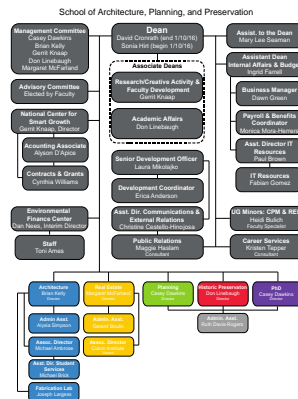 School of Architecture, Planning, and Preservation
Management Committee
Casey Dawkins
Brian Kelly
Gerrit Knaap
Don Linebaugh
Margaret McFarland
Advisory Committee
Elected by Faculty
National Center for
Smart Growth
Gerrit Knaap, Director
Acounting Associate
Alyson D'Apice
Contracts & Grants
Cynthia Williams
Environmental
Finance Center
Dan Nees, Interim Director
Staff
Toni Ames
Dean
David Cronrath (end 1/10/16)
Sonia Hirt (begin 1/10/16)
Associate Deans
Research/Creative Activity &
Faculty Development
Gerrit Knaap
Academic Affairs
Don Linebaugh
Senior Development Officer
Laura Mikolajko
Development Coordinator
Erica Anderson
Asst. Dir. Communications &
External Relations
Christine Costello-Hinojosa
Public Relations
Maggie Haslam
Consultant
Assist. to the Dean
Mary Lee Seaman
Assistant Dean
Internal Affairs & Budget
Ingrid Farrell
Business Manager
Dawn Green
Payroll & Benefits
Coordinator
Monica Mora-Herrera
Asst. Director IT
Resources
Paul Brown
IT Resources
Fabian Gomez
UG Minors: CPM & RED
Heidi Bulich
Faculty Specialist
Career Services
Kristen Tepper
Consultant
Architecture
Brian Kelly
Director
Real Estate
Margaret McFarland
Director
Planning
Casey Dawkins
Director
Historic Preservation
Don Linebaugh
Director
PhD
Casey Dawkins
Director
Admin Asst.
Alyssa Simpson
Admin. Asst.
Admin. Asst.
Ruth Davis Rogers
Assoc. Director
Michael Ambrose
Assoc. Director
Asst. Dir. Student
Services
Michael Brick
Fabrication Lab
Joseph Largess